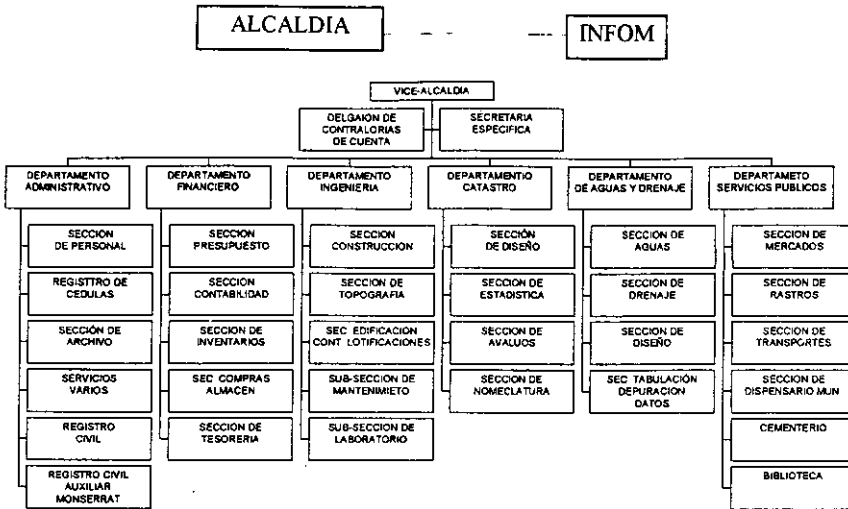 ALCALDIA
INFOM
VICE-ALCALDIA
DELGAION DE
CONTRALORIAS
DE CUENTA
SECRETARIA
ESPECIFICA
DEPARTAMENTO
ADMINISTRATIVO
DEPARTAMENTO
FINANCIERO
DEPARTAMENTO
INGENIERIA
DEPARTAMENTIO
CATASTRO
DEPARTAMENTO
DE AGUAS Y DRENAJE
DEPARTAMETO
SERVICIOS PUBLICOS
SECCION
DE PERSONAL
REGISTTRO DE
CEDULAS
SECCIÓN DE
ARCHIVO
SERVICIOS
VARIOS
REGISTRO
CIVIL
REGISTRO CIVIL
AUXILIAR
MONSERRAT
SECCION
PRESUPUESTO
SECCION
CONTABILIDAD
SECCION DE
INVENTARIOS
SEC COMPRAS
ALMACEN
SECCION DE
TESORERIA
SECCION
CONSTRUCCION
SECCION DE
TOPOGRAFIA
SEC EDIFICACION
CONT LOTIFICACIONES
SUB-SECCION DE
MANTENIMIETO
SUB-SECCION DE
LABORATORIO
SECCIÓN
DE DISEÑO
SECCION DE
ESTADISTICA
SECCION DE
AVALUOS
SECCION DE
NOMECLATURA
SECCION DE
AGUAS
SECCION DE
DRENAJE
SECCION DE
DISEÑO
SEC TABULACIÓN
DEPURACION
DATOS
SECCION DE
MERCADOS
SECCION DE
RASTROS
SECCION DE
TRANSPORTES
SECCION DE
DISPENSARIO MUN
CEMENTERIO
BIBLIOTECA